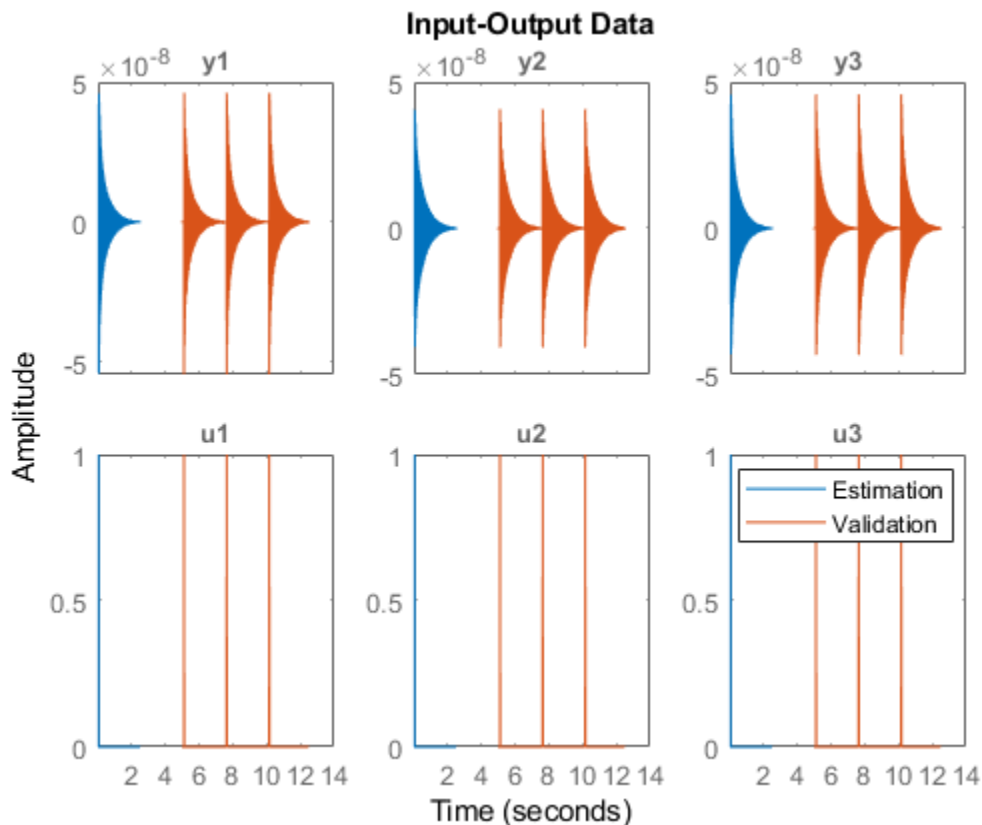 Input-Output Data
×10⁻⁸ y1 ×10⁻⁸ y2 ×10⁻⁸ y3
5 5 5
0 0 0
-5 -5 -5
Amplitude
u1 u2 u3
1 1 1
Estimation
Validation
0.5 0.5 0.5
0 0 0
2 4 6 8 10 12 14 2 4 6 8 10 12 14 2 4 6 8 10 12 14
Time (seconds)